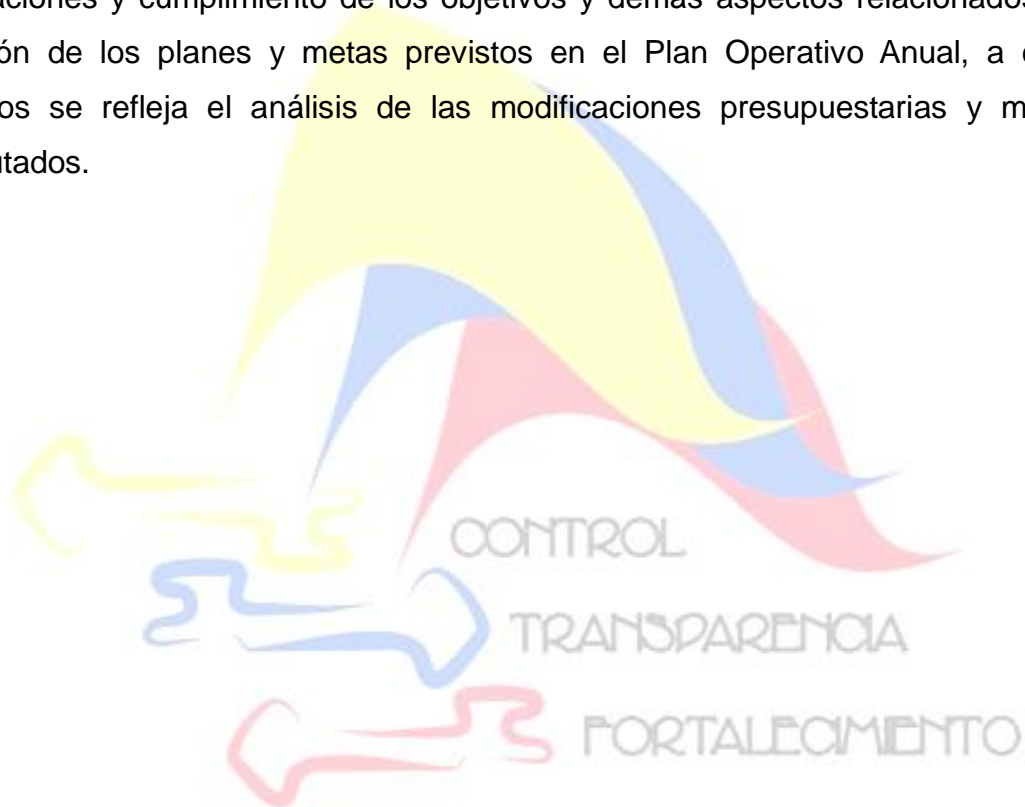 aciones y cumplimiento de los objetivos y demás aspectos relacionados
ón de los planes y metas previstos en el Plan Operativo Anual, a
os se refleja el análisis de las modificaciones presupuestarias y m
utados.
CONTROL
TRANSPARENCIA
FORTALECIMIENTO